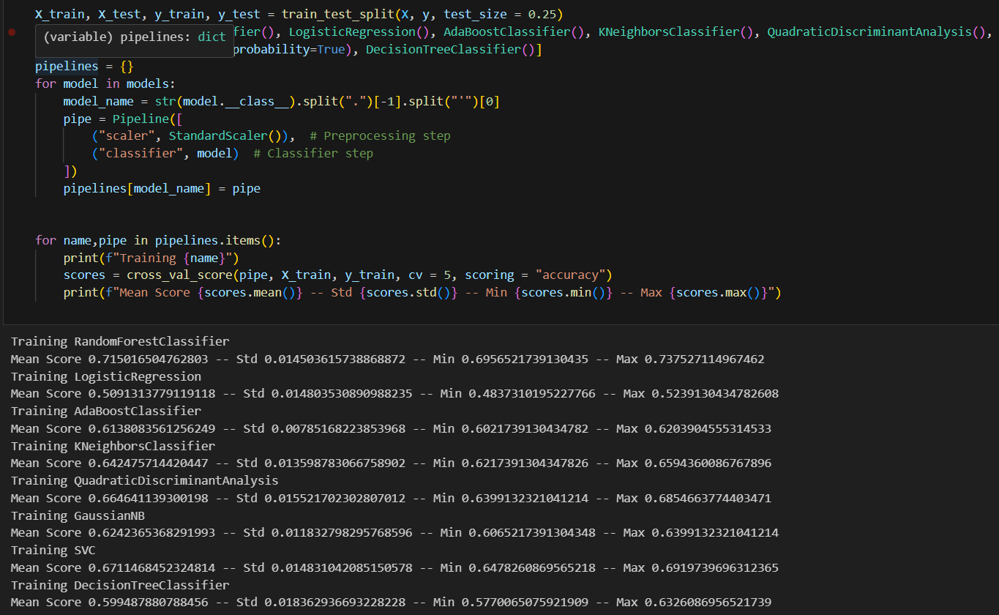 X_train, X_test, y_train, y_test = train_test_split(X, y, test_size = 0.25)
(variable) pipelines: dict
fier(), LogisticRegression(), AdaBoostClassifier(), KNeighborsClassifier(), QuadraticDiscriminantAnalysis(),
probability=True), DecisionTreeClassifier()]
pipelines = {}
for model in models:
    model_name = str(model.__class__).split(".")[-1].split("'")[0]
    pipe = Pipeline([
        ("scaler", StandardScaler()),  # Preprocessing step
        ("classifier", model)  # Classifier step
    ])
    pipelines[model_name] = pipe
for name,pipe in pipelines.items():
    print(f"Training {name}")
    scores = cross_val_score(pipe, X_train, y_train, cv = 5, scoring = "accuracy")
    print(f"Mean Score {scores.mean()} -- Std {scores.std()} -- Min {scores.min()} -- Max {scores.max()}")
Training RandomForestClassifier
Mean Score 0.715016504762803 -- Std 0.014503615738868872 -- Min 0.6956521739130435 -- Max 0.737527114967462
Training LogisticRegression
Mean Score 0.5091313779119118 -- Std 0.014803530890988235 -- Min 0.4837310195227766 -- Max 0.5239130434782608
Training AdaBoostClassifier
Mean Score 0.6138083561256249 -- Std 0.00785168223853968 -- Min 0.6021739130434782 -- Max 0.6203904555314533
Training KNeighborsClassifier
Mean Score 0.642475714420447 -- Std 0.013598783066758902 -- Min 0.6217391304347826 -- Max 0.6594360086767896
Training QuadraticDiscriminantAnalysis
Mean Score 0.664641139300198 -- Std 0.015521702302807012 -- Min 0.6399132321041214 -- Max 0.6854663774403471
Training GaussianNB
Mean Score 0.6242365368291993 -- Std 0.011832798295768596 -- Min 0.6065217391304348 -- Max 0.6399132321041214
Training SVC
Mean Score 0.6711468452324814 -- Std 0.014831042085150578 -- Min 0.6478260869565218 -- Max 0.6919739696312365
Training DecisionTreeClassifier
Mean Score 0.599487880788456 -- Std 0.018362936693228228 -- Min 0.5770065075921909 -- Max 0.6326086956521739